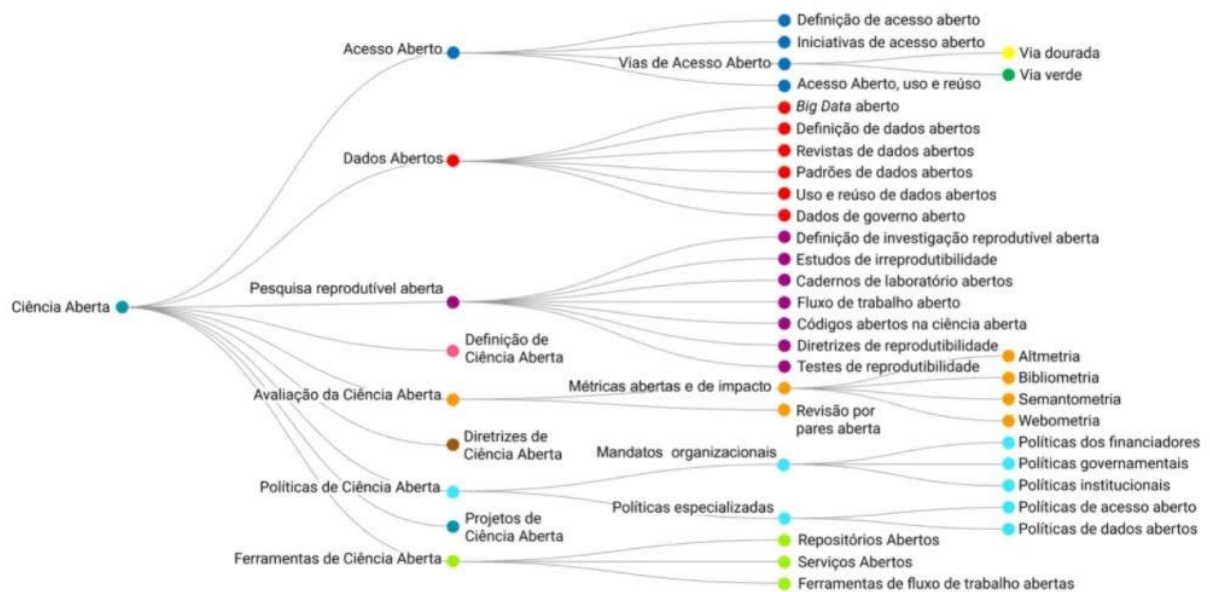 Ciência Aberta
Acesso Aberto
Definição de acesso aberto
Iniciativas de acesso aberto
Vias de Acesso Aberto
Via dourada
Via verde
Acesso Aberto, uso e reúso
Dados Abertos
Big Data aberto
Definição de dados abertos
Revistas de dados abertos
Padrões de dados abertos
Uso e reúso de dados abertos
Dados de governo aberto
Pesquisa reprodutível aberta
Definição de investigação reprodutível aberta
Estudos de irreprodutibilidade
Cadernos de laboratório abertos
Fluxo de trabalho aberto
Códigos abertos na ciência aberta
Diretrizes de reprodutibilidade
Testes de reprodutibilidade
Definição de
Ciência Aberta
Avaliação da Ciência Aberta
Métricas abertas e de impacto
Altmetria
Bibliometria
Semantometria
Webometria
Revisão por
pares aberta
Diretrizes de
Ciência Aberta
Políticas de Ciência Aberta
Mandatos organizacionais
Políticas dos financiadores
Políticas governamentais
Políticas institucionais
Políticas especializadas
Políticas de acesso aberto
Políticas de dados abertos
Projetos de
Ciência Aberta
Ferramentas de Ciência Aberta
Repositórios Abertos
Serviços Abertos
Ferramentas de fluxo de trabalho abertas